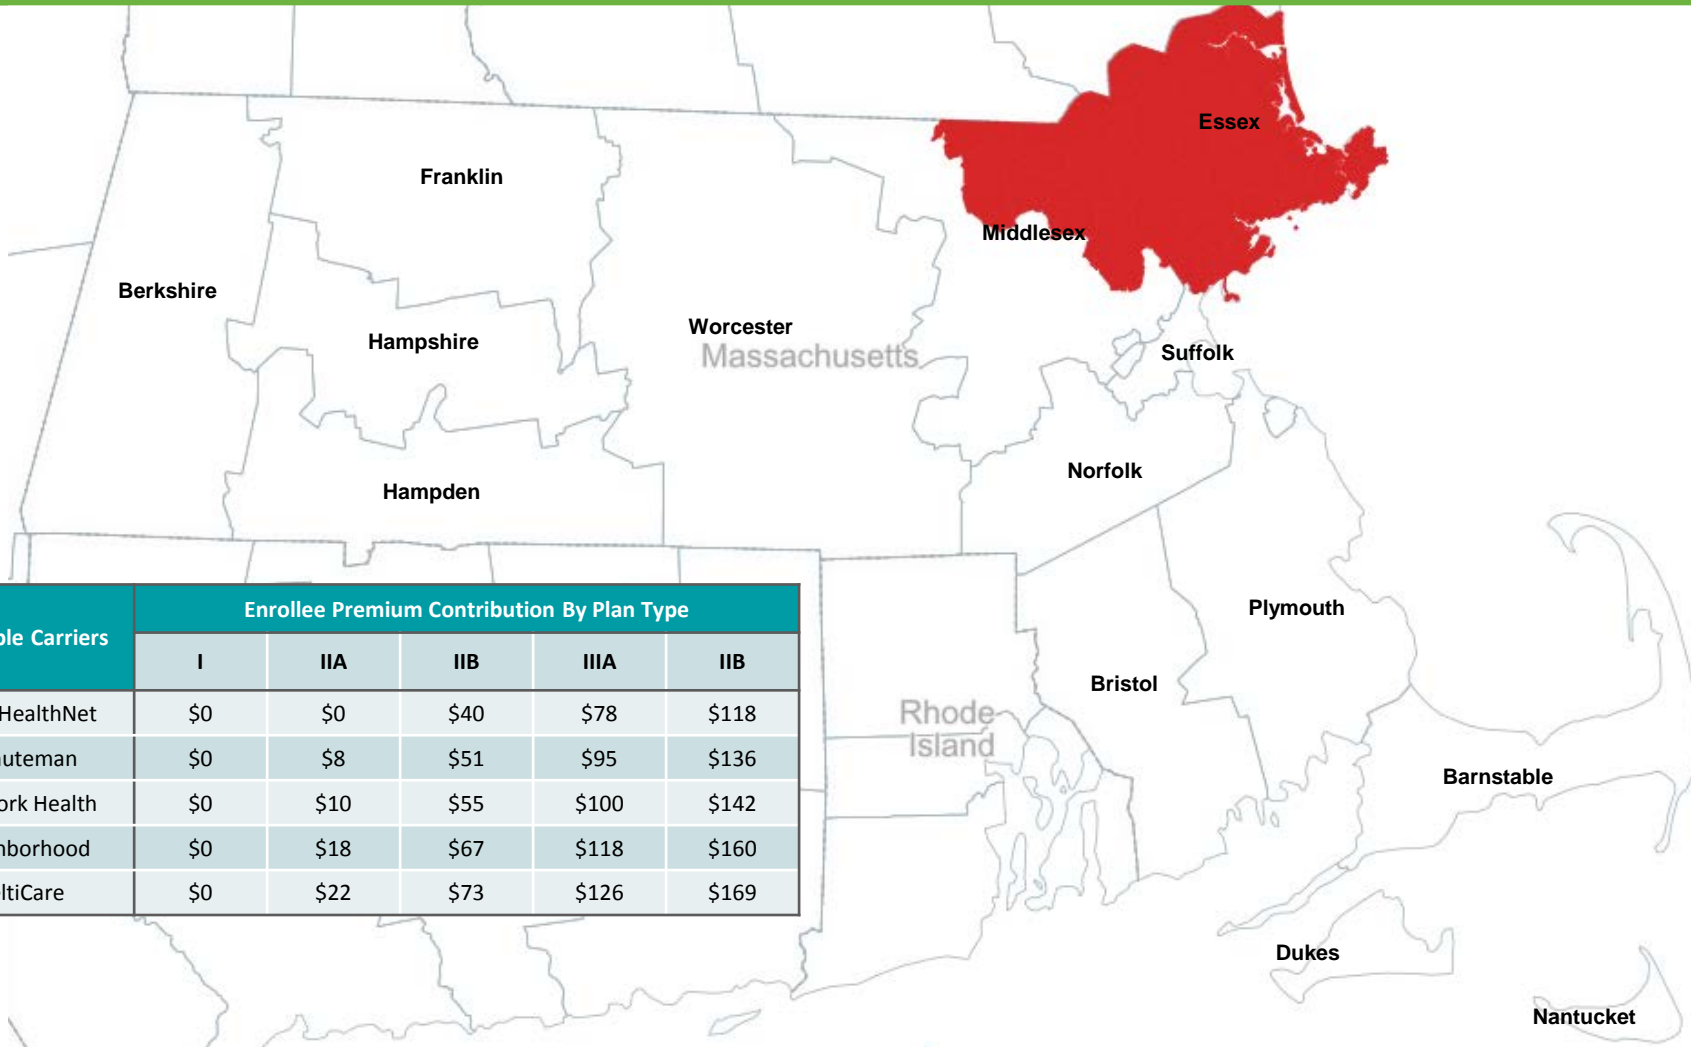 Essex
Franklin
Middlesex
Berkshire
Worcester
Hampshire
Massachusetts
Suffolk
Norfolk
Hampden
Plymouth
Bristol
Rhode
Island
Barnstable
Dukes
Nantucket
ble Carriers Enrollee Premium Contribution By Plan Type
I IIA IIB IIIA IIB
HealthNet $0 $0 $40 $78 $118
uteman $0 $8 $51 $95 $136
ork Health $0 $10 $55 $100 $142
hborhood $0 $18 $67 $118 $160
ltiCare $0 $22 $73 $126 $169